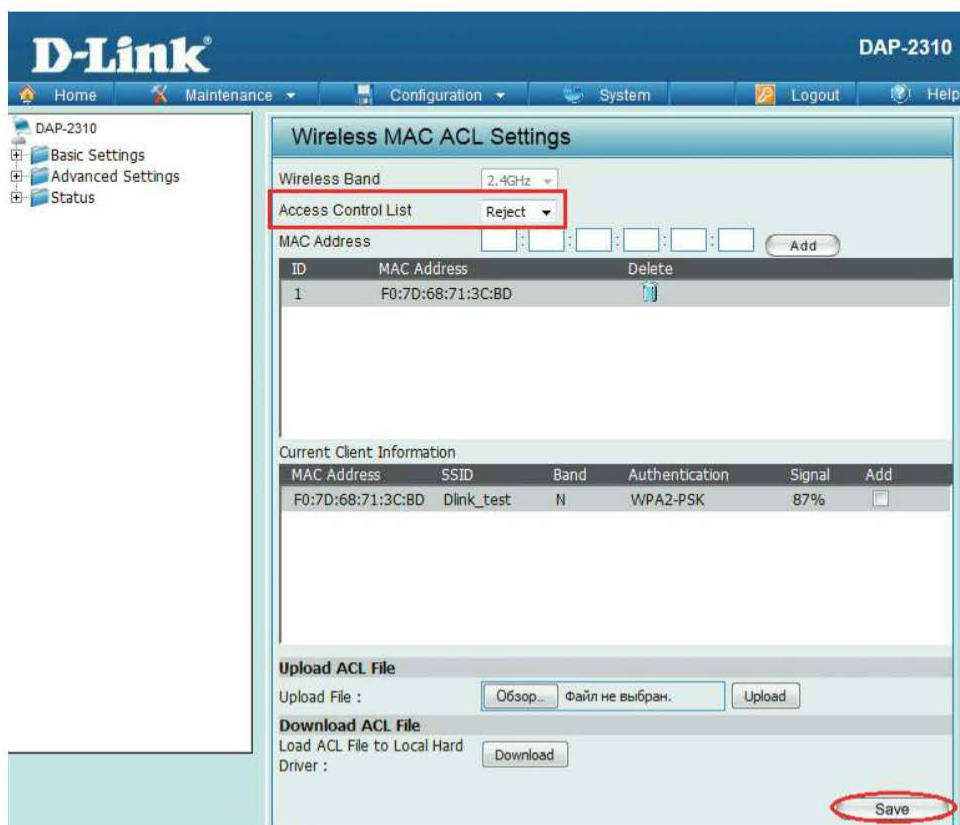 D-Link®
DAP-2310
Home Maintenance Configuration System Logout Help
DAP-2310
Basic Settings
Advanced Settings
Status
Wireless MAC ACL Settings
Wireless Band 2.4GHz
Access Control List Reject
MAC Address : : : : : Add
ID MAC Address Delete
1 F0:7D:68:71:3C:BD
Current Client Information
MAC Address SSID Band Authentication Signal Add
F0:7D:68:71:3C:BD Dlink_test N WPA2-PSK 87%
Upload ACL File
Upload File : Обзор... Файл не выбран. Upload
Download ACL File
Load ACL File to Local Hard
Driver : Download
Save